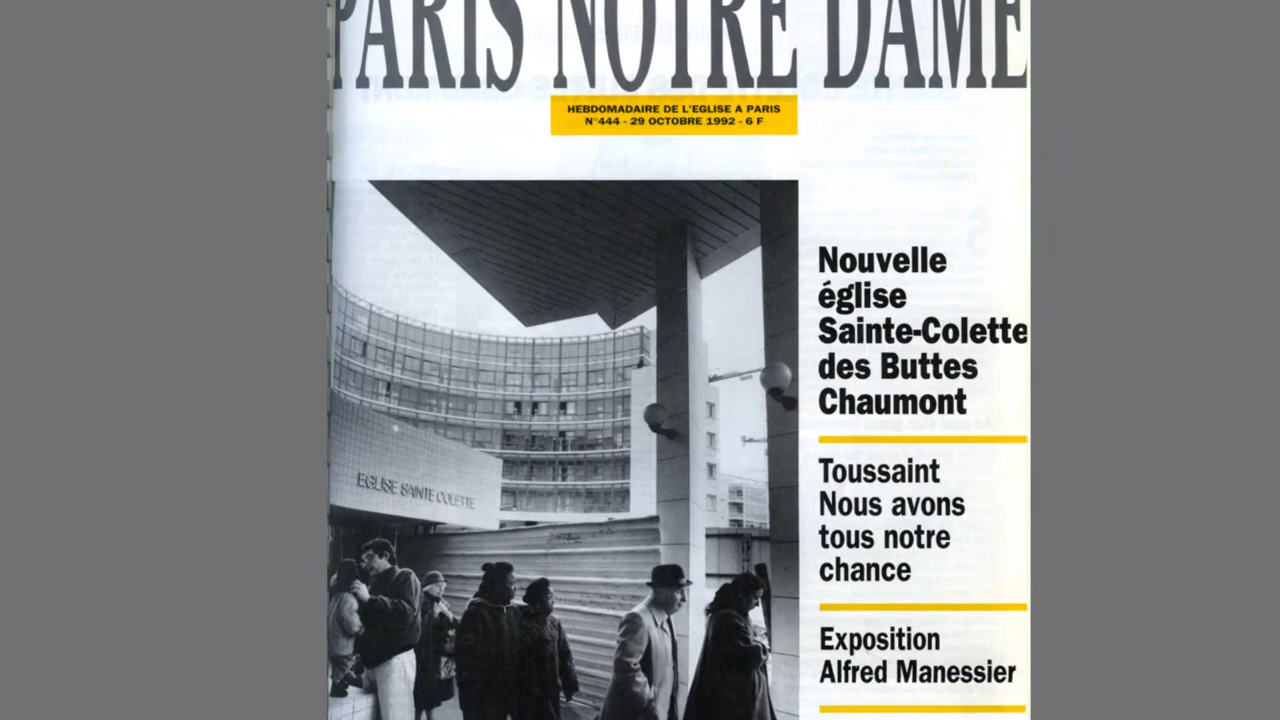 PARIS NOTRE DAME
HEBDOMADAIRE DE L'EGLISE A PARIS
N°444 - 29 OCTOBRE 1992 - 6 F
Nouvelle
église
Sainte-Colette
des Buttes
Chaumont
EGLISE SAINTE COLETTE
Toussaint
Nous avons
tous notre
chance
Exposition
Alfred Manessier